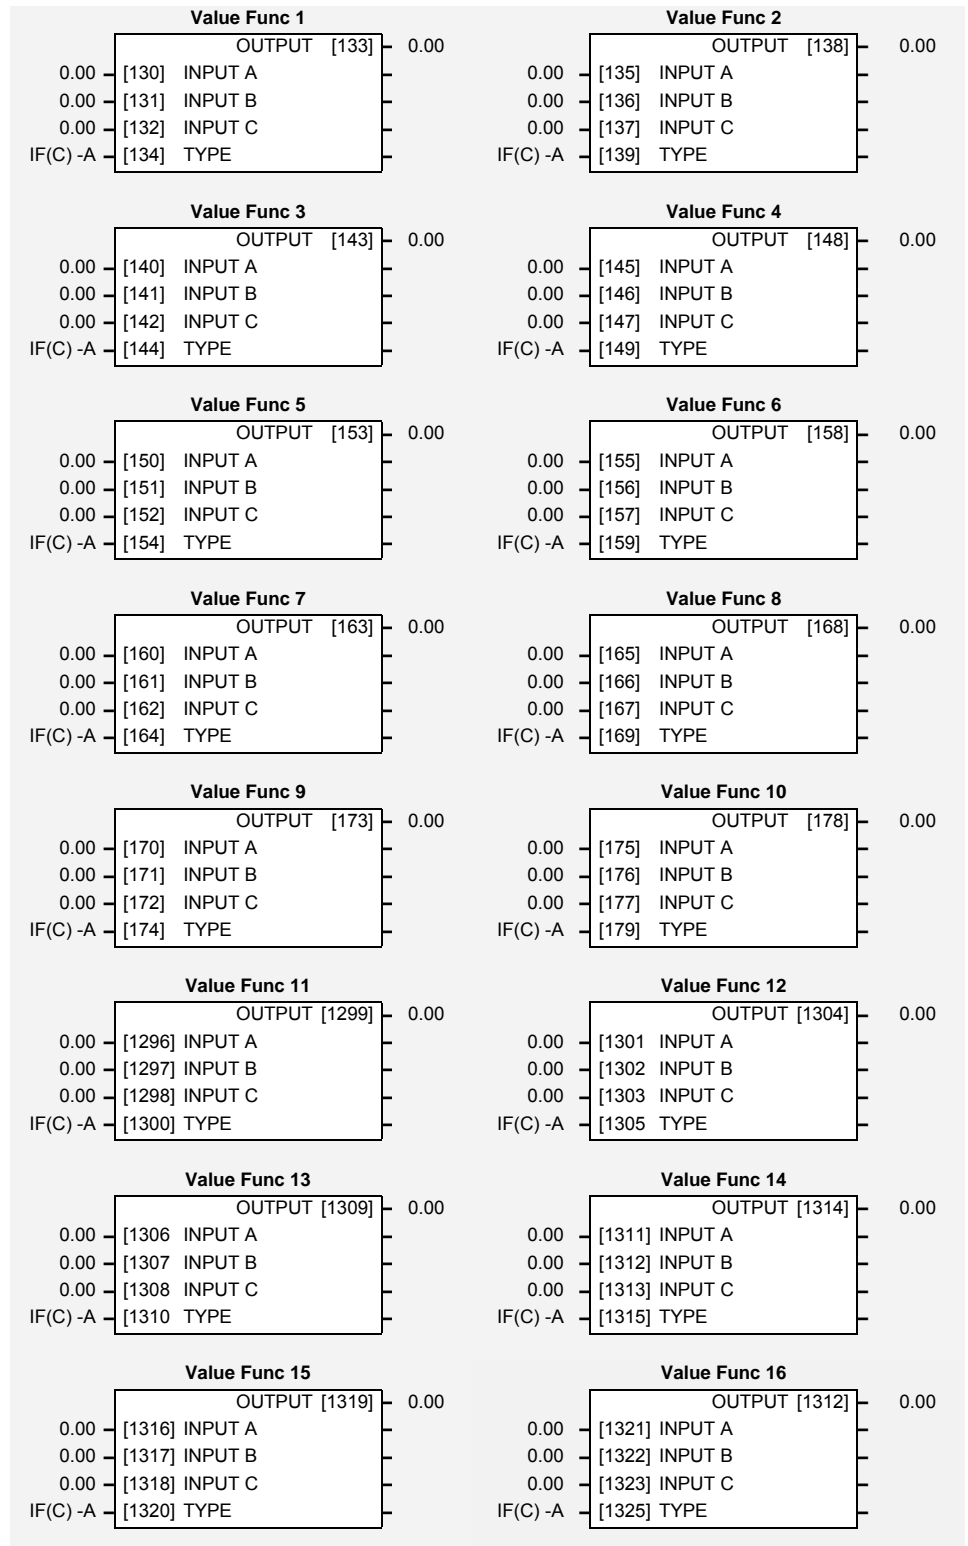 Value Func 1
OUTPUT [133] 0.00
0.00 [130] INPUT A
0.00 [131] INPUT B
0.00 [132] INPUT C
IF(C) -A [134] TYPE
Value Func 2
OUTPUT [138] 0.00
0.00 [135] INPUT A
0.00 [136] INPUT B
0.00 [137] INPUT C
IF(C) -A [139] TYPE
Value Func 3
OUTPUT [143] 0.00
0.00 [140] INPUT A
0.00 [141] INPUT B
0.00 [142] INPUT C
IF(C) -A [144] TYPE
Value Func 4
OUTPUT [148] 0.00
0.00 [145] INPUT A
0.00 [146] INPUT B
0.00 [147] INPUT C
IF(C) -A [149] TYPE
Value Func 5
OUTPUT [153] 0.00
0.00 [150] INPUT A
0.00 [151] INPUT B
0.00 [152] INPUT C
IF(C) -A [154] TYPE
Value Func 6
OUTPUT [158] 0.00
0.00 [155] INPUT A
0.00 [156] INPUT B
0.00 [157] INPUT C
IF(C) -A [159] TYPE
Value Func 7
OUTPUT [163] 0.00
0.00 [160] INPUT A
0.00 [161] INPUT B
0.00 [162] INPUT C
IF(C) -A [164] TYPE
Value Func 8
OUTPUT [168] 0.00
0.00 [165] INPUT A
0.00 [166] INPUT B
0.00 [167] INPUT C
IF(C) -A [169] TYPE
Value Func 9
OUTPUT [173] 0.00
0.00 [170] INPUT A
0.00 [171] INPUT B
0.00 [172] INPUT C
IF(C) -A [174] TYPE
Value Func 10
OUTPUT [178] 0.00
0.00 [175] INPUT A
0.00 [176] INPUT B
0.00 [177] INPUT C
IF(C) -A [179] TYPE
Value Func 11
OUTPUT [1299] 0.00
0.00 [1296] INPUT A
0.00 [1297] INPUT B
0.00 [1298] INPUT C
IF(C) -A [1300] TYPE
Value Func 12
OUTPUT [1304] 0.00
0.00 [1301 INPUT A
0.00 [1302 INPUT B
0.00 [1303 INPUT C
IF(C) -A [1305 TYPE
Value Func 13
OUTPUT [1309] 0.00
0.00 [1306 INPUT A
0.00 [1307 INPUT B
0.00 [1308 INPUT C
IF(C) -A [1310 TYPE
Value Func 14
OUTPUT [1314] 0.00
0.00 [1311] INPUT A
0.00 [1312] INPUT B
0.00 [1313] INPUT C
IF(C) -A [1315] TYPE
Value Func 15
OUTPUT [1319] 0.00
0.00 [1316] INPUT A
0.00 [1317] INPUT B
0.00 [1318] INPUT C
IF(C) -A [1320] TYPE
Value Func 16
OUTPUT [1312] 0.00
0.00 [1321] INPUT A
0.00 [1322] INPUT B
0.00 [1323] INPUT C
IF(C) -A [1325] TYPE